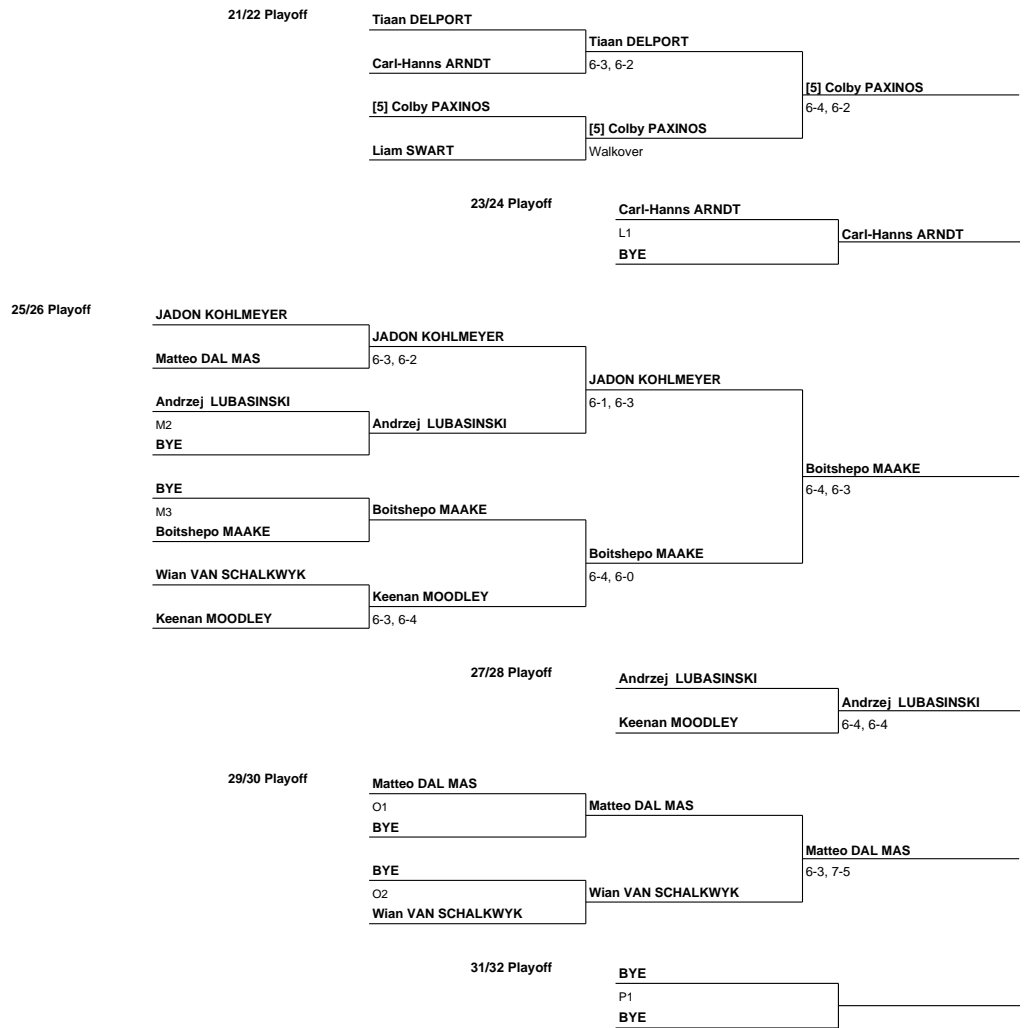 21/22 Playoff
Tiaan DELPORT
Tiaan DELPORT
Carl-Hanns ARNDT
6-3, 6-2
[5] Colby PAXINOS
6-4, 6-2
[5] Colby PAXINOS
[5] Colby PAXINOS
Liam SWART
Walkover
23/24 Playoff
Carl-Hanns ARNDT
L1
Carl-Hanns ARNDT
BYE
25/26 Playoff
JADON KOHLMEYER
JADON KOHLMEYER
Matteo DAL MAS
6-3, 6-2
JADON KOHLMEYER
6-1, 6-3
Andrzej LUBASINSKI
M2
Andrzej LUBASINSKI
BYE
Boitshepo MAAKE
6-4, 6-3
BYE
M3
Boitshepo MAAKE
Boitshepo MAAKE
Boitshepo MAAKE
6-4, 6-0
Wian VAN SCHALKWYK
Keenan MOODLEY
Keenan MOODLEY
6-3, 6-4
27/28 Playoff
Andrzej LUBASINSKI
Andrzej LUBASINSKI
Keenan MOODLEY
6-4, 6-4
29/30 Playoff
Matteo DAL MAS
O1
Matteo DAL MAS
BYE
Matteo DAL MAS
6-3, 7-5
BYE
O2
Wian VAN SCHALKWYK
Wian VAN SCHALKWYK
31/32 Playoff
BYE
P1
BYE